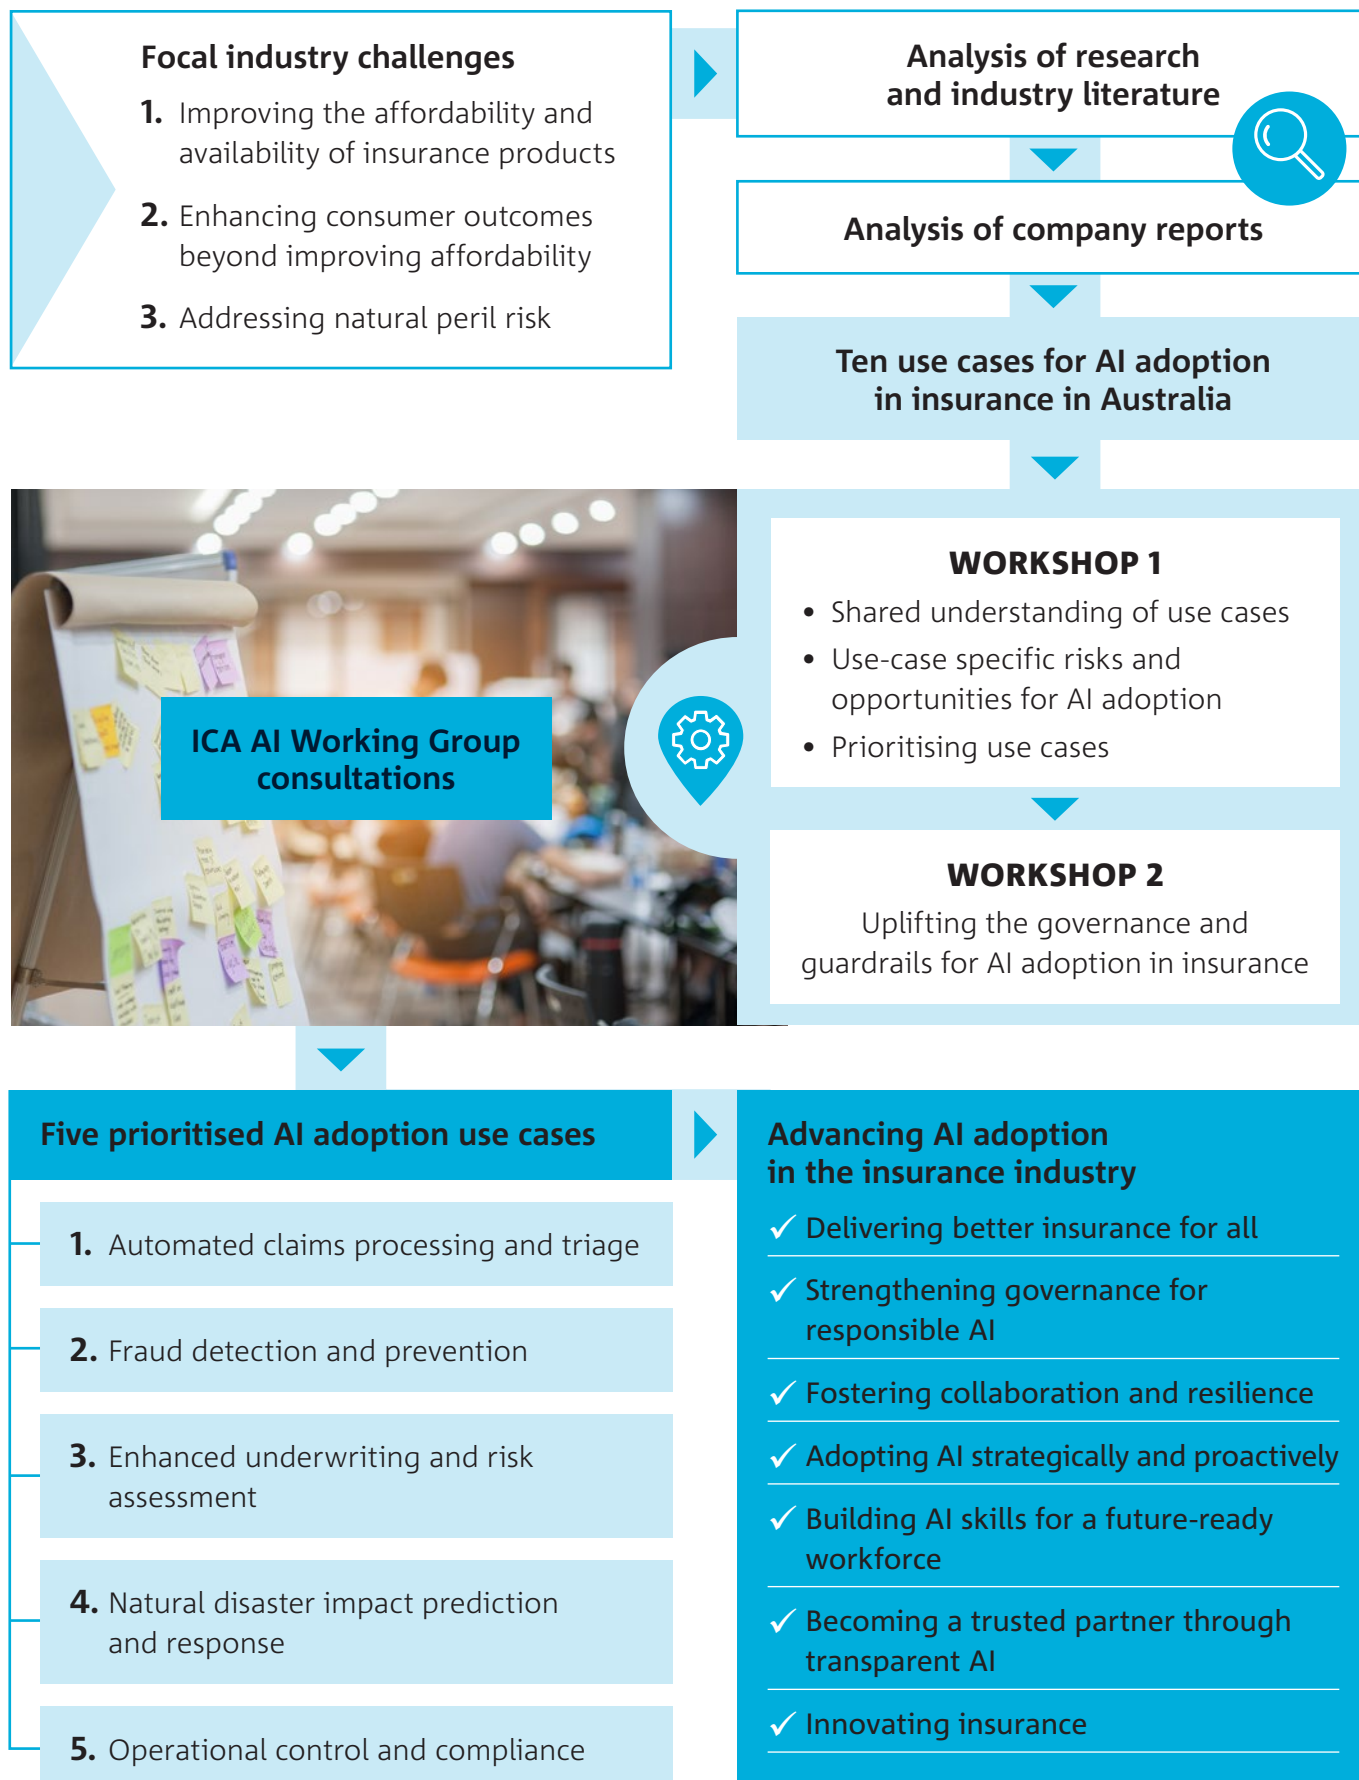 Focal industry challenges
1. Improving the affordability and
availability of insurance products
2. Enhancing consumer outcomes
beyond improving affordability
3. Addressing natural peril risk
Analysis of research
and industry literature
Analysis of company reports
Ten use cases for AI adoption
in insurance in Australia
WORKSHOP 1
• Shared understanding of use cases
• Use-case specific risks and
opportunities for AI adoption
• Prioritising use cases
ICA AI Working Group
consultations
WORKSHOP 2
Uplifting the governance and
guardrails for AI adoption in insurance
Five prioritised AI adoption use cases
1. Automated claims processing and triage
2. Fraud detection and prevention
3. Enhanced underwriting and risk
assessment
4. Natural disaster impact prediction
and response
5. Operational control and compliance
Advancing AI adoption
in the insurance industry
✓ Delivering better insurance for all
✓ Strengthening governance for
responsible AI
✓ Fostering collaboration and resilience
✓ Adopting AI strategically and proactively
✓ Building AI skills for a future-ready
workforce
✓ Becoming a trusted partner through
transparent AI
✓ Innovating insurance